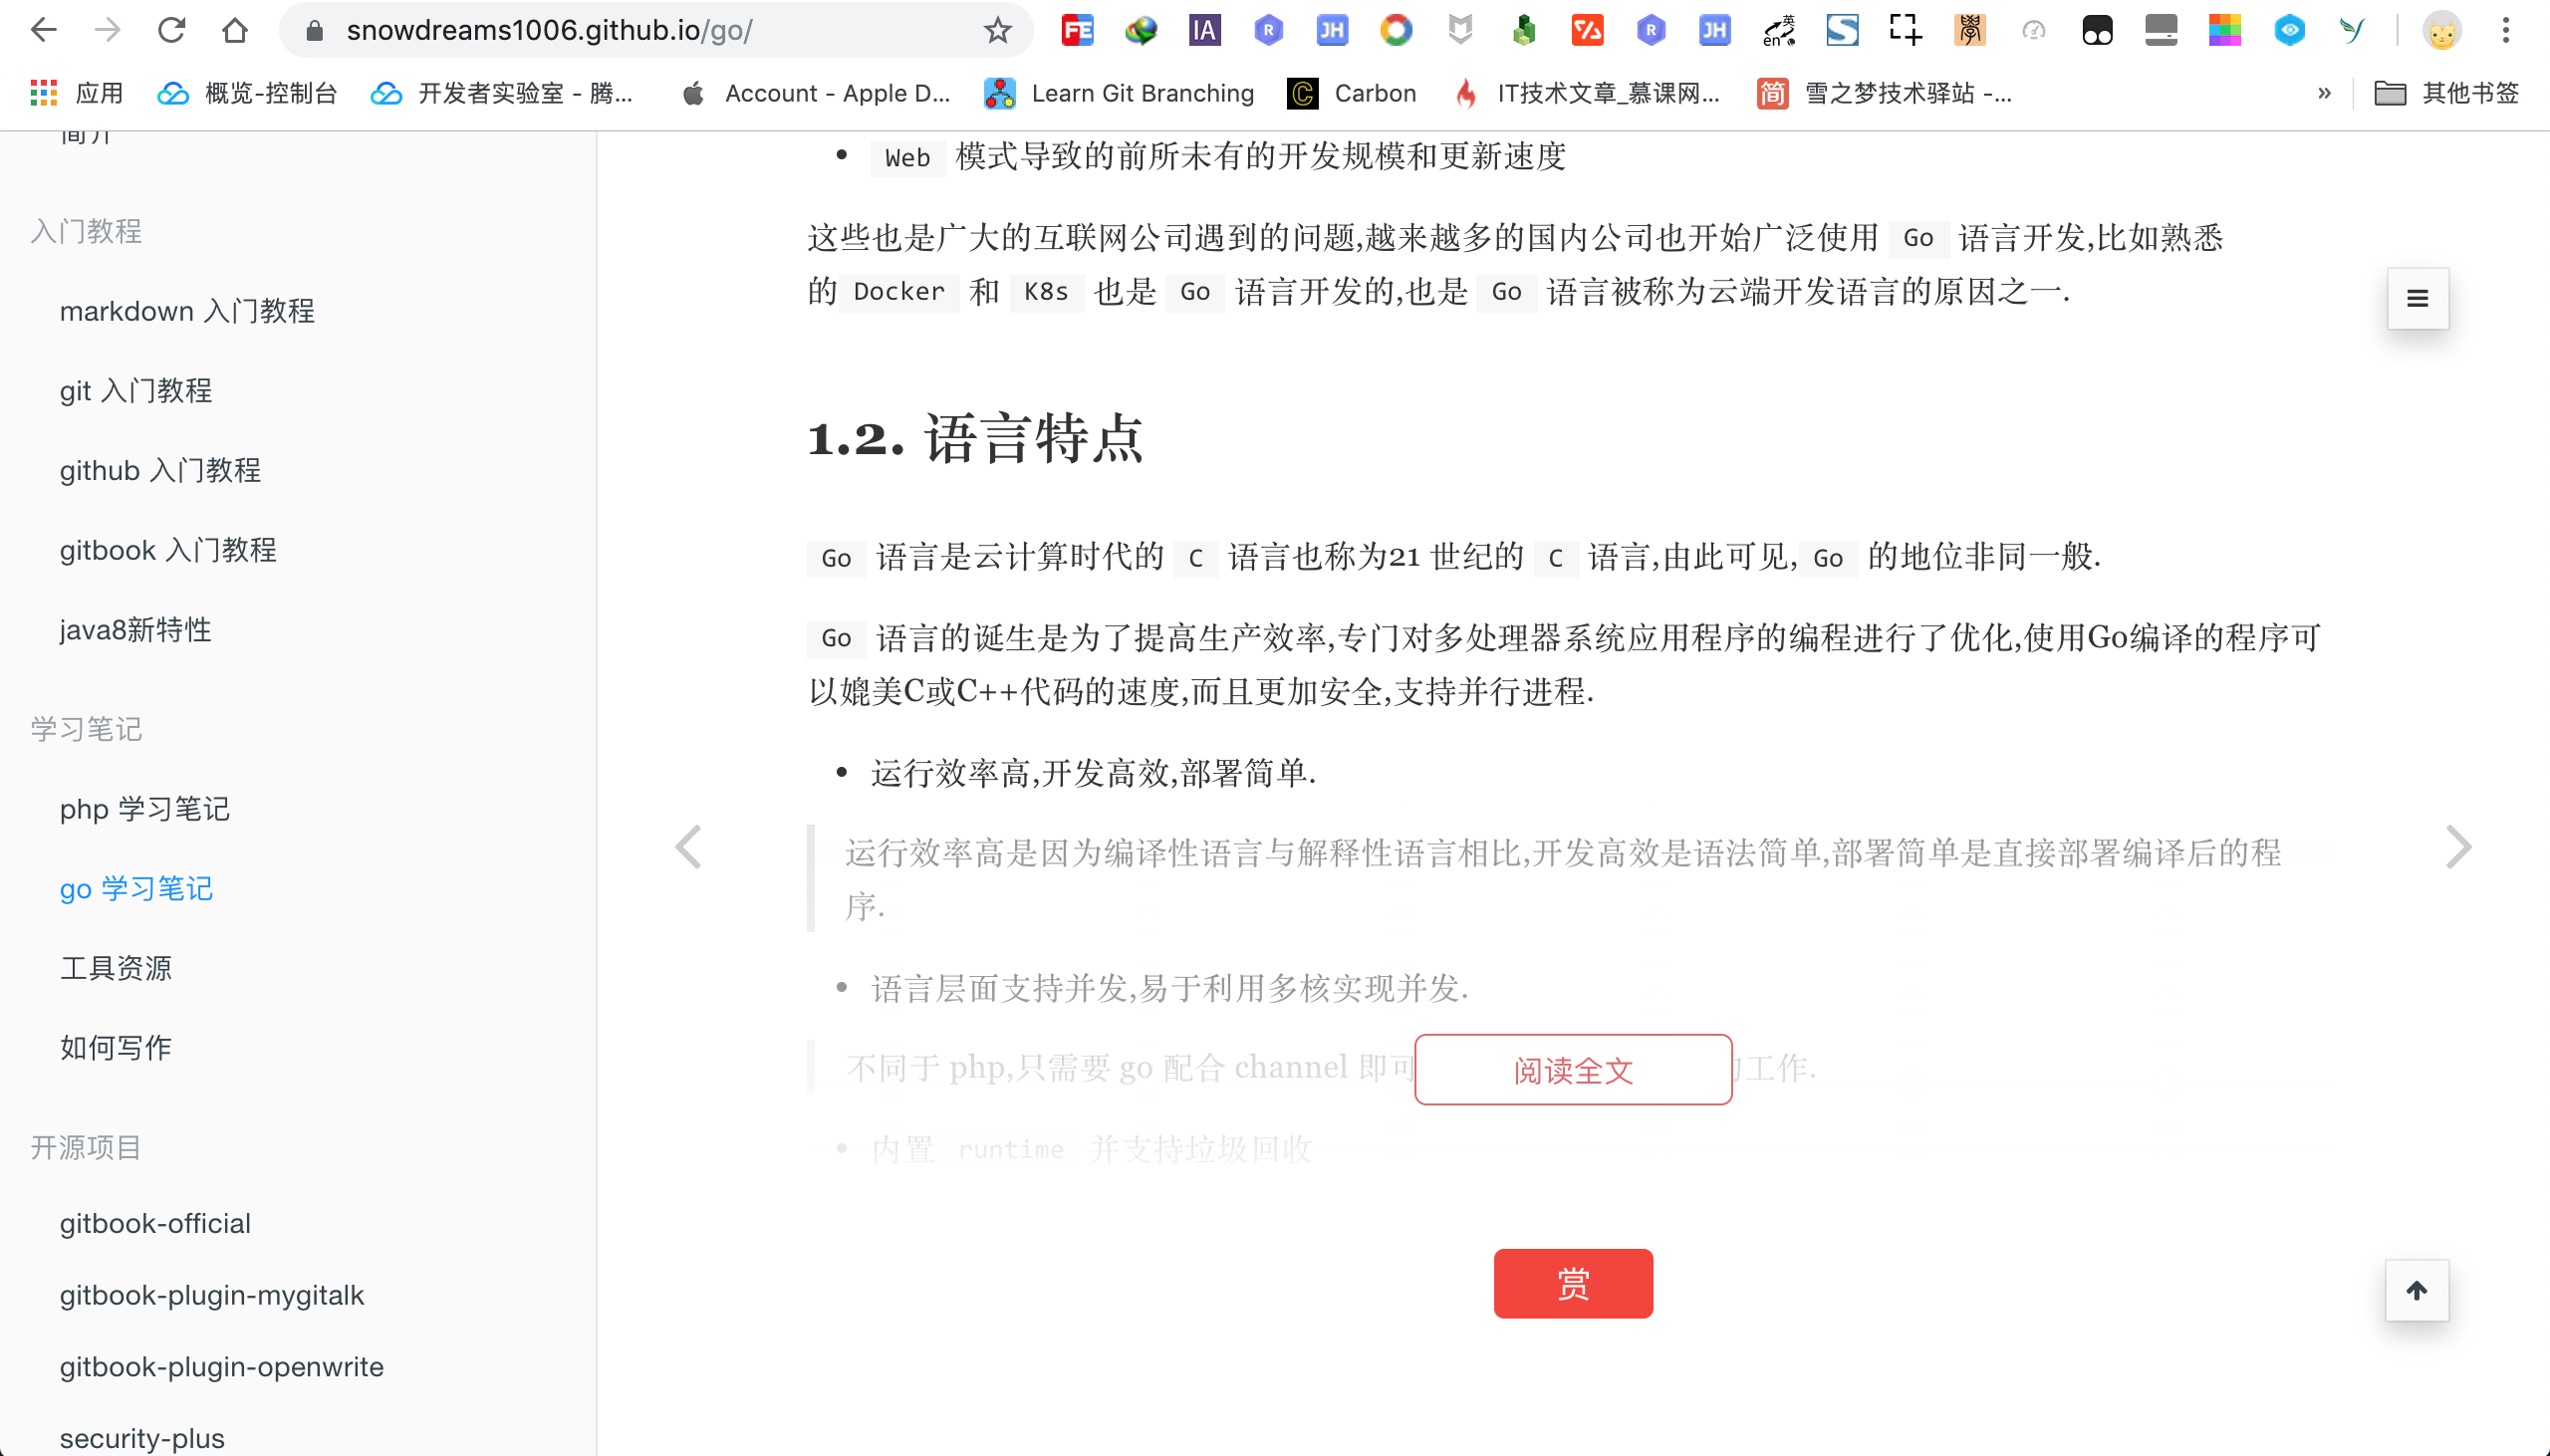 snowdreams1006.github.io/go/
应用
概览-控制台
开发者实验室 - 腾...
Account - Apple D...
Learn Git Branching
Carbon
IT技术文章_慕课网...
简 雪之梦技术驿站 -...
»
其他书签
简介
入门教程
markdown 入门教程
git 入门教程
github 入门教程
gitbook 入门教程
java8新特性
学习笔记
php 学习笔记
go 学习笔记
工具资源
如何写作
开源项目
gitbook-official
gitbook-plugin-mygitalk
gitbook-plugin-openwrite
security-plus
• Web 模式导致的前所未有的开发规模和更新速度
这些也是广大的互联网公司遇到的问题,越来越多的国内公司也开始广泛使用 Go 语言开发,比如熟悉
的 Docker 和 K8s 也是 Go 语言开发的,也是 Go 语言被称为云端开发语言的原因之一.
1.2. 语言特点
Go 语言是云计算时代的 C 语言也称为21 世纪的 C 语言,由此可见, Go 的地位非同一般.
Go 语言的诞生是为了提高生产效率,专门对多处理器系统应用程序的编程进行了优化,使用Go编译的程序可
以媲美C或C++代码的速度,而且更加安全,支持并行进程.
• 运行效率高,开发高效,部署简单.
运行效率高是因为编译性语言与解释性语言相比,开发高效是语法简单,部署简单是直接部署编译后的程
序.
• 语言层面支持并发,易于利用多核实现并发.
不同于 php,只需要 go 配合 channel 即可
工作.
阅读全文
• 内置 runtime 并支持垃圾回收
赏